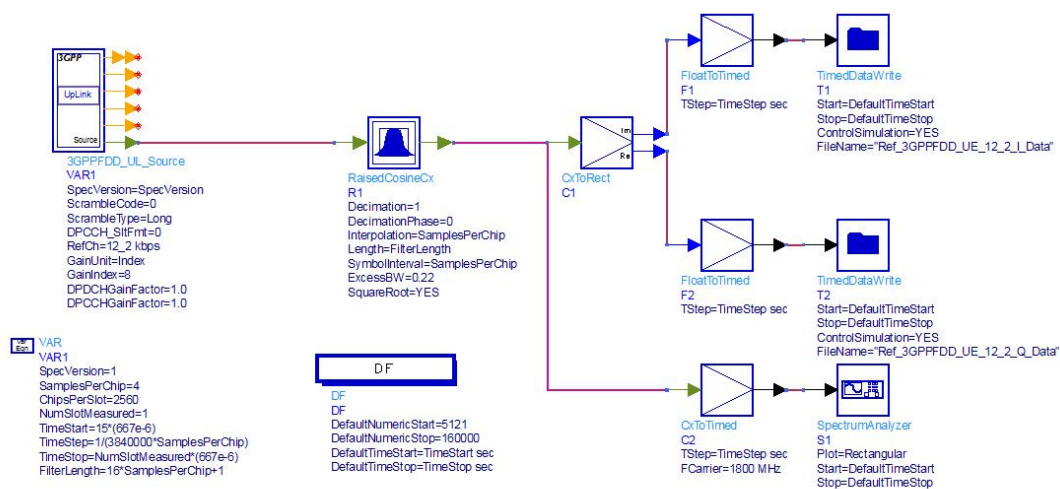 3GPP
UpLink
Source
3GPPFDD_UL_Source
VAR1
SpecVersion=SpecVersion
ScrambleCode=0
ScrambleType=Long
DPCCH_SltFmt=0
RefCh=12_2 kbps
GainUnit=Index
GainIndex=8
DPDCHGainFactor=1.0
DPCCHGainFactor=1.0
RaisedCosineCx
R1
Decimation=1
DecimationPhase=0
Interpolation=SamplesPerChip
Length=FilterLength
SymbolInterval=SamplesPerChip
ExcessBW=0.22
SquareRoot=YES
Im
Re
CxToRect
C1
FloatToTimed
F1
TStep=TimeStep sec
TimedDataWrite
T1
Start=DefaultTimeStart
Stop=DefaultTimeStop
ControlSimulation=YES
FileName="Ref_3GPPFDD_UE_12_2_I_Data"
FloatToTimed
F2
TStep=TimeStep sec
TimedDataWrite
T2
Start=DefaultTimeStart
Stop=DefaultTimeStop
ControlSimulation=YES
FileName="Ref_3GPPFDD_UE_12_2_Q_Data"
Var
Eqn
VAR
VAR1
SpecVersion=1
SamplesPerChip=4
ChipsPerSlot=2560
NumSlotMeasured=1
TimeStart=15*(667e-6)
TimeStep=1/(3840000*SamplesPerChip)
TimeStop=NumSlotMeasured*(667e-6)
FilterLength=16*SamplesPerChip+1
DF
DF
DF
DefaultNumericStart=5121
DefaultNumericStop=160000
DefaultTimeStart=TimeStart sec
DefaultTimeStop=TimeStop sec
CxToTimed
C2
TStep=TimeStep sec
FCarrier=1800 MHz
SpectrumAnalyzer
S1
Plot=Rectangular
Start=DefaultTimeStart
Stop=DefaultTimeStop